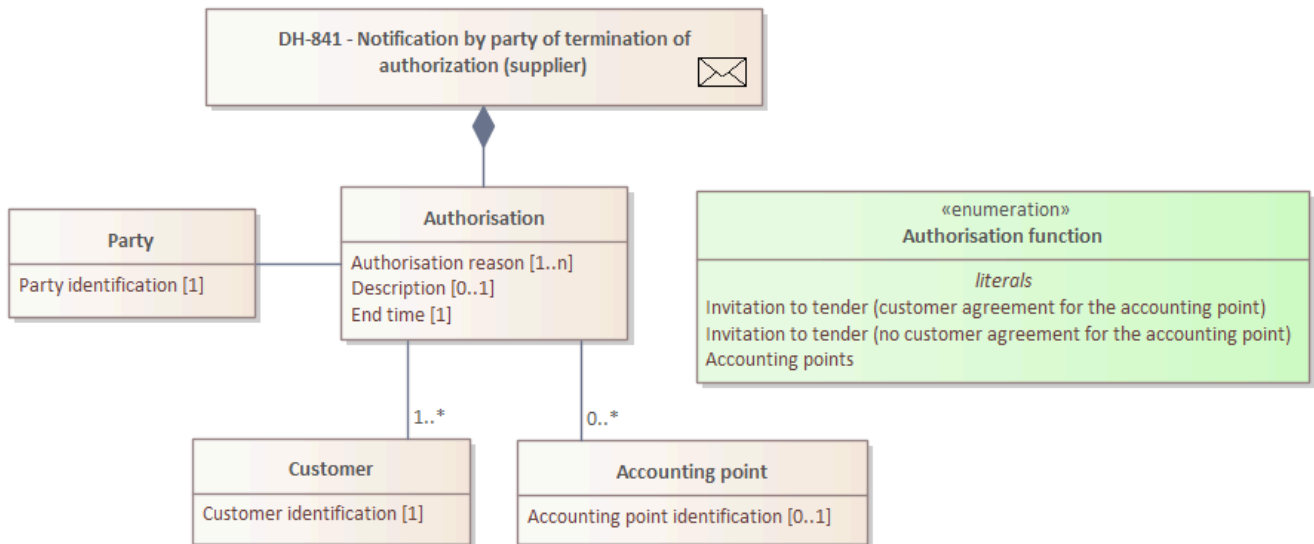 DH-841 - Notification by party of termination of
authorization (supplier)
Authorisation
Authorisation reason [1..n]
Description [0..1]
End time [1]
Party
Party identification [1]
«enumeration»
Authorisation function
literals
Invitation to tender (customer agreement for the accounting point)
Invitation to tender (no customer agreement for the accounting point)
Accounting points
1..*
0..*
Customer
Customer identification [1]
Accounting point
Accounting point identification [0..1]